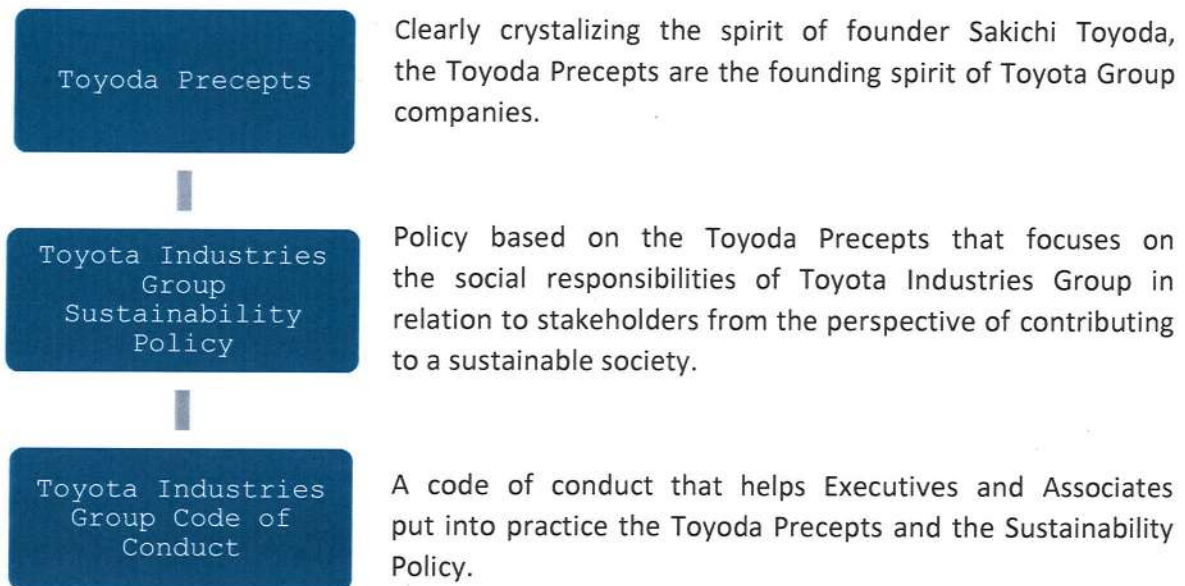 Toyoda Precepts
Clearly crystalizing the spirit of founder Sakichi Toyoda,
the Toyoda Precepts are the founding spirit of Toyota Group
companies.
Toyota Industries
Group
Sustainability
Policy
Policy based on the Toyoda Precepts that focuses on
the social responsibilities of Toyota Industries Group in
relation to stakeholders from the perspective of contributing
to a sustainable society.
Toyota Industries
Group Code of
Conduct
A code of conduct that helps Executives and Associates
put into practice the Toyoda Precepts and the Sustainability
Policy.